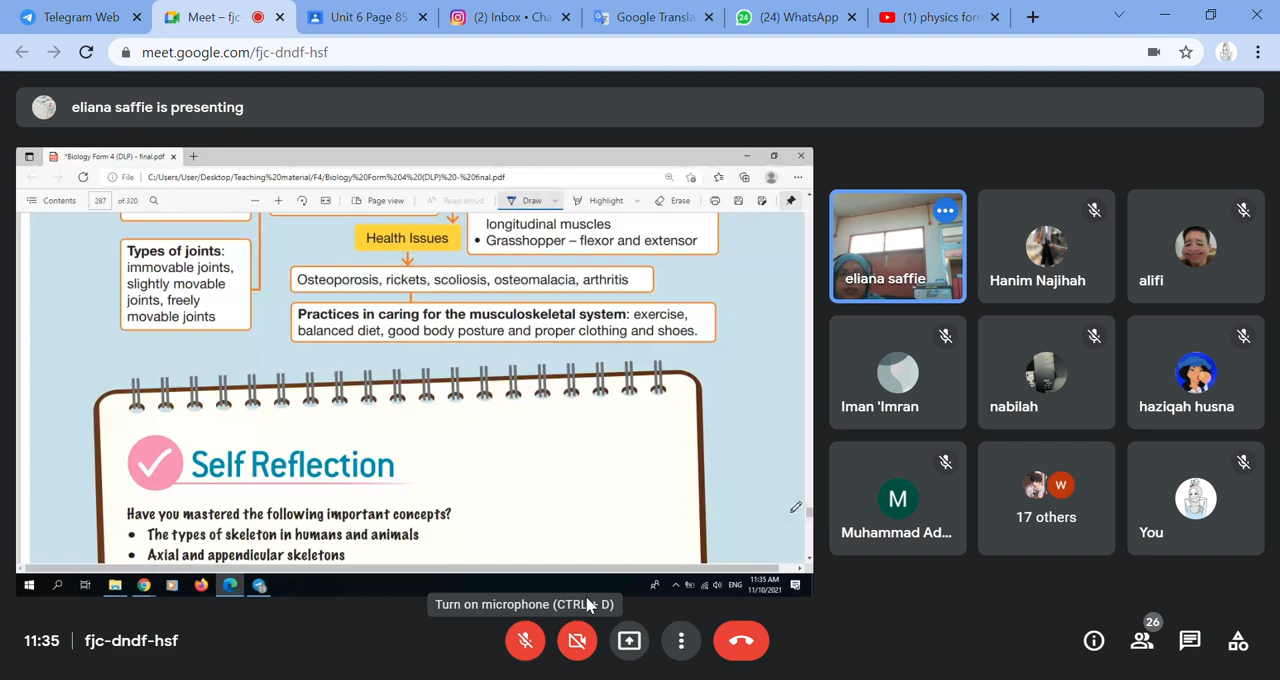 Telegram Web
Meet – fjc-
Unit 6 Page 85
(2) Inbox • Cha
Google Transla
(24) WhatsApp
(1) physics form
meet.google.com/fjc-dndf-hsf
eliana saffie is presenting
*Biology Form 4 (DLP) - final.pdf
File
C:/Users/User/Desktop/Teaching%20material/F4/Biology%20Form%204%20(DLP)%20-%20final.pdf
Contents
287
of 320
Page view
Read aloud
Draw
Highlight
Erase
Types of joints:
immovable joints,
slightly movable
joints, freely
movable joints
Health Issues
longitudinal muscles
• Grasshopper – flexor and extensor
Osteoporosis, rickets, scoliosis, osteomalacia, arthritis
Practices in caring for the musculoskeletal system: exercise,
balanced diet, good body posture and proper clothing and shoes.
Self Reflection
Have you mastered the following important concepts?
• The types of skeleton in humans and animals
• Axial and appendicular skeletons
ENG
11:35 AM
11/10/2021
eliana saffie
Hanim Najihah
alifi
Iman 'Imran
nabilah
haziqah husna
M
Muhammad Ad...
W
17 others
You
Turn on microphone (CTRL + D)
11:35
fjc-dndf-hsf
26